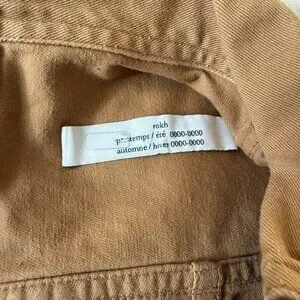 rokh
printemps / été 0000-0000
automne / hiver 0000-0000